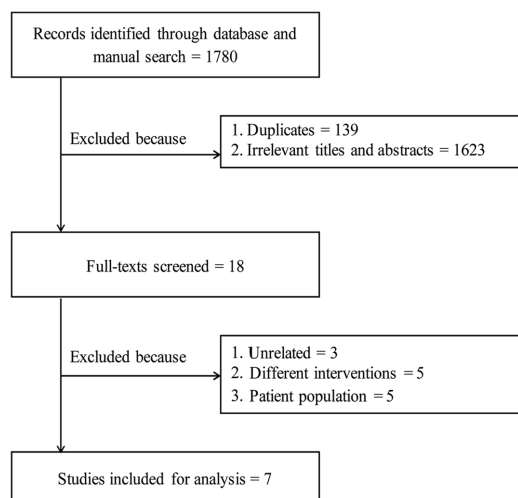 Records identified through database and
manual search = 1780
Excluded because
1. Duplicates = 139
2. Irrelevant titles and abstracts = 1623
Full-texts screened = 18
Excluded because
1. Unrelated = 3
2. Different interventions = 5
3. Patient population = 5
Studies included for analysis = 7